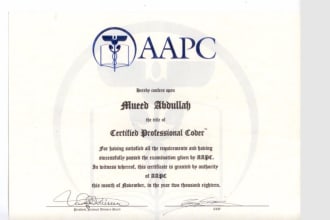 AAPC
hereby confers upon
Mueed Abdullah
the title of
Certified Professional Coder
For having satisfied all the requirements and having
successfully passed the examination given by AAPC.
In witness whereof, this certificate is granted by authority
of AAPC
this month of November, in the year two thousand eighteen.